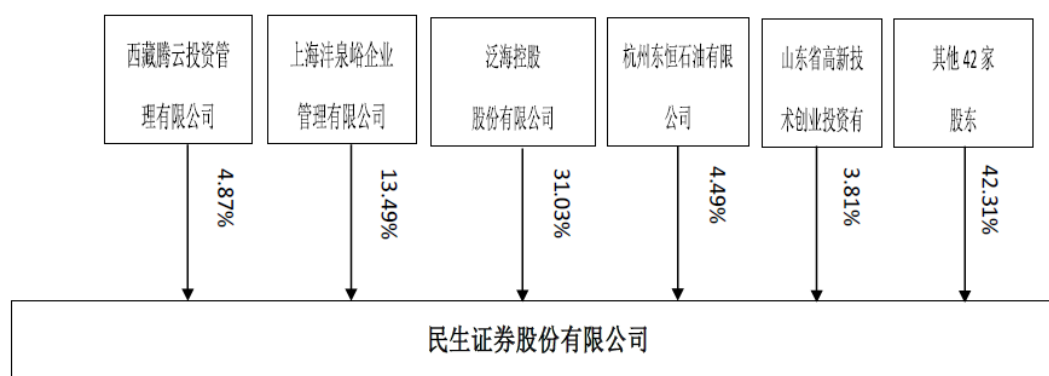 西藏腾云投资管
理有限公司
上海沣泉峪企业
管理有限公司
泛海控股
股份有限公司
杭州东恒石油有限
公司
山东省高新技
术创业投资有
其他 42 家
股东
4.87%
13.49%
31.03%
4.49%
3.81%
42.31%
民生证券股份有限公司